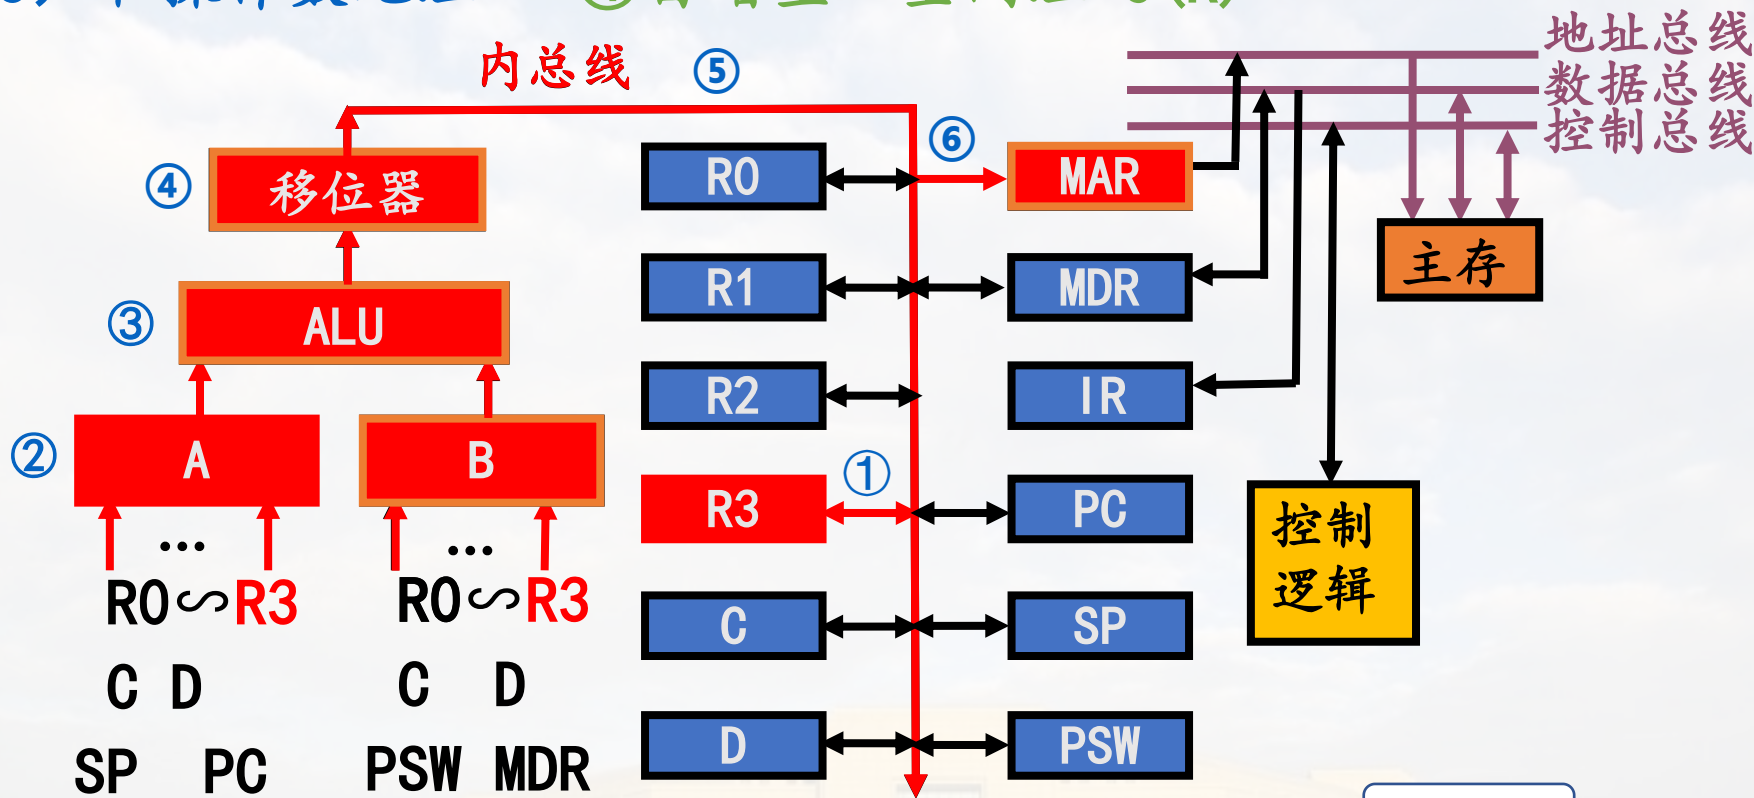 内总线 ⑤
地址总线
数据总线
控制总线
⑥
④ 移位器
R0
MAR
主存
③ ALU
R1
MDR
R2
IR
② A
B
① R3
PC
控制
逻辑
... ...
R0∽R3
R0∽R3
C D
C D
C
SP
SP PC
PSW MDR
D
PSW